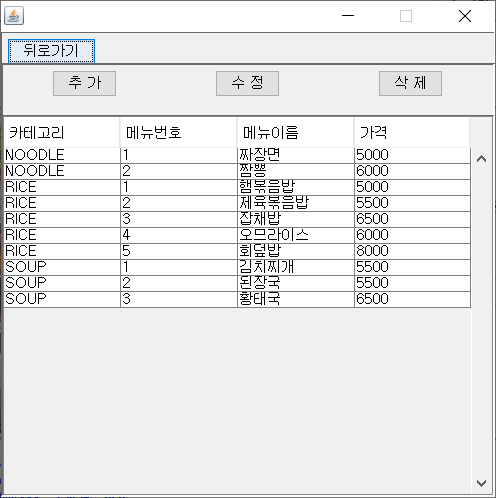 뒤로가기
추 가 수 정 삭 제
카테고리 메뉴번호 메뉴이름 가격
NOODLE 1 짜장면 5000
NOODLE 2 짬뽕 6000
RICE 1 햄볶음밥 5000
RICE 2 제육볶음밥 5500
RICE 3 잡채밥 6500
RICE 4 오므라이스 6000
RICE 5 회덮밥 8000
SOUP 1 김치찌개 5500
SOUP 2 된장국 5500
SOUP 3 황태국 6500